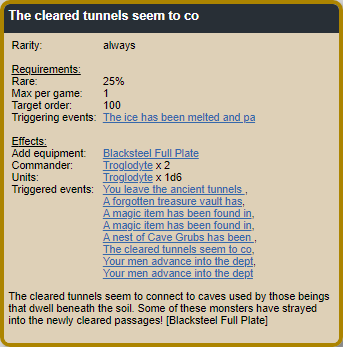 The cleared tunnels seem to co
Rarity: always
Requirements:
Rare: 25%
Max per game: 1
Target order: 100
Triggering events: The ice has been melted and pa
Effects:
Add equipment: Blacksteel Full Plate
Commander: Troglodyte x 2
Units: Troglodyte x 1d6
Triggered events: You leave the ancient tunnels ,
A forgotten treasure vault has,
A magic item has been found in,
A magic item has been found in,
A nest of Cave Grubs has been ,
The cleared tunnels seem to co,
Your men advance into the dept,
Your men advance into the dept
The cleared tunnels seem to connect to caves used by those beings
that dwell beneath the soil. Some of these monsters have strayed
into the newly cleared passages! [Blacksteel Full Plate]